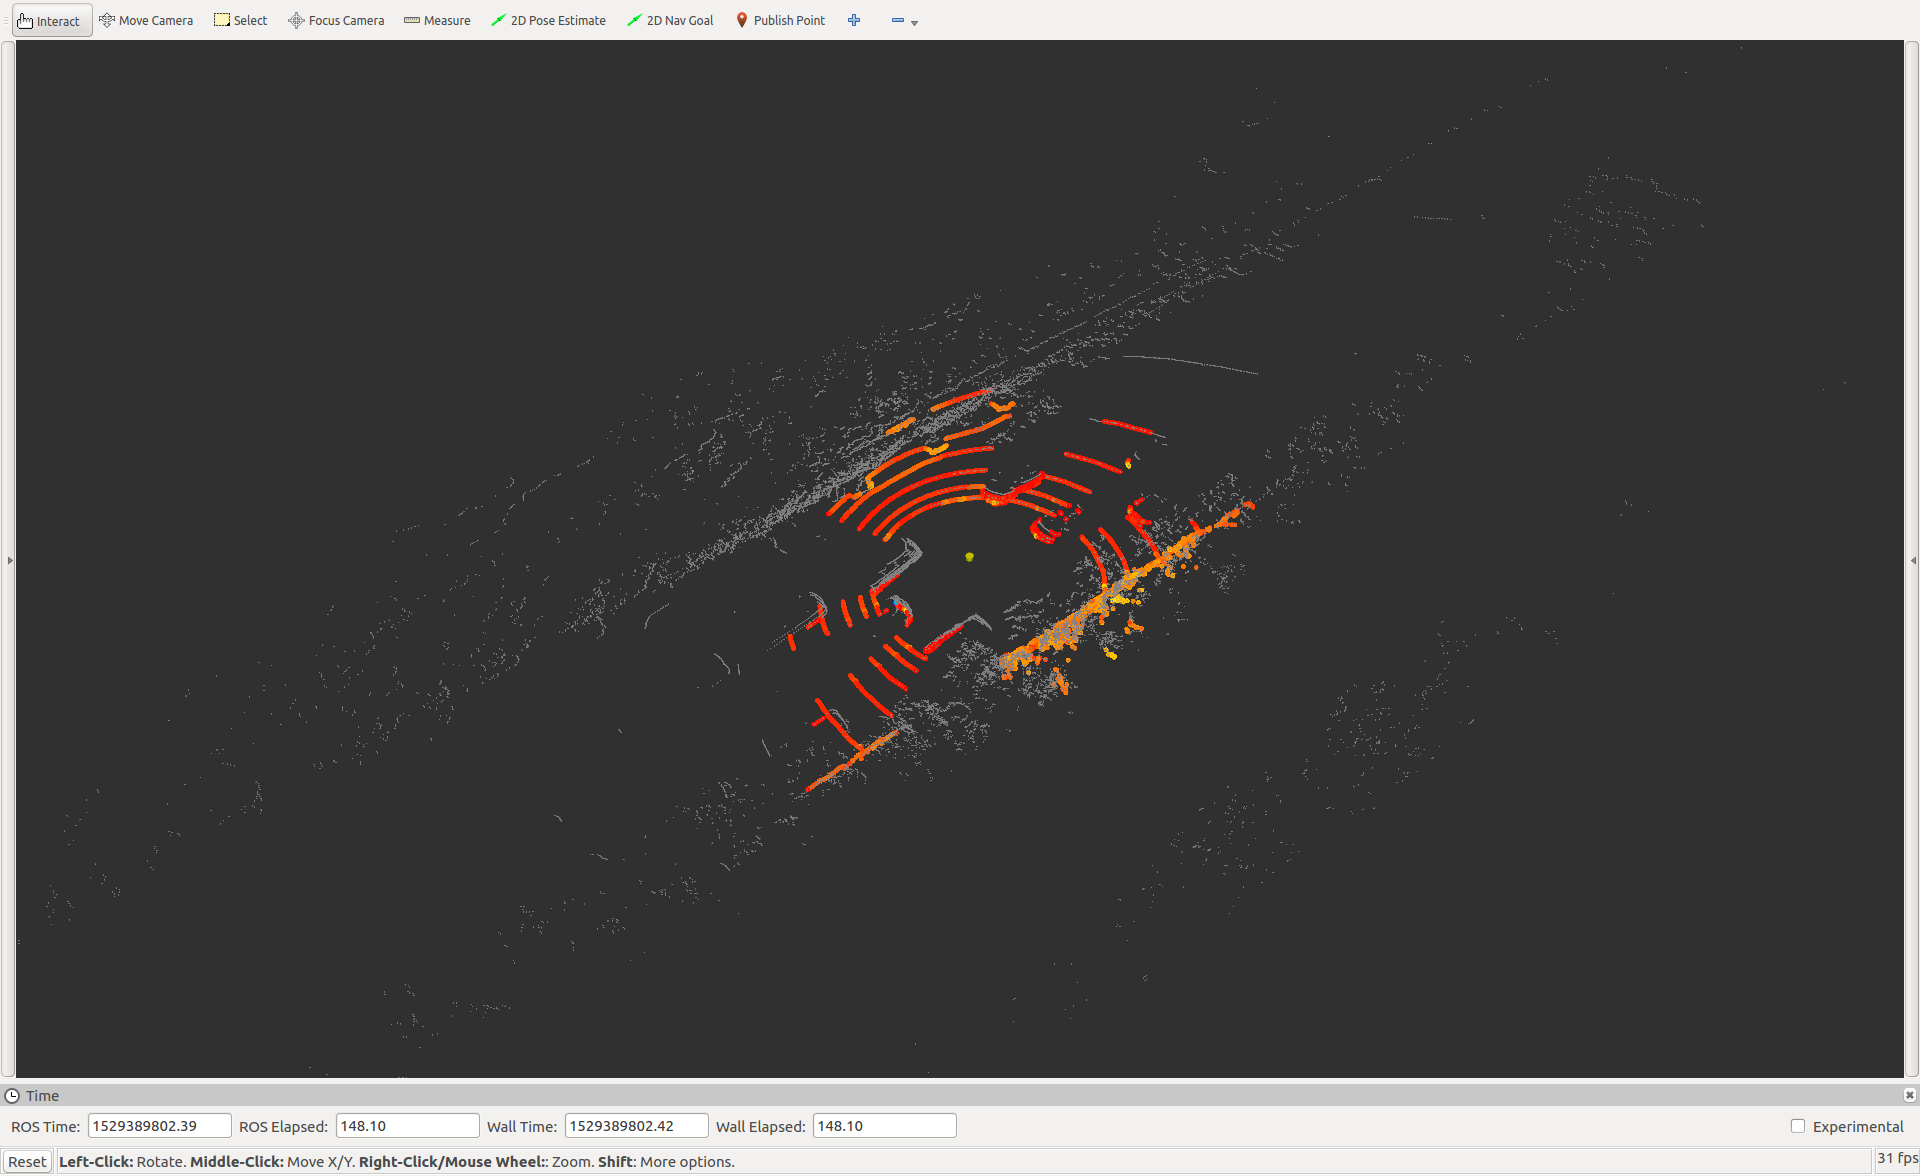 Interact Move Camera Select Focus Camera Measure 2D Pose Estimate 2D Nav Goal Publish Point
Time
ROS Time: 1529389802.39 ROS Elapsed: 148.10 Wall Time: 1529389802.42 Wall Elapsed: 148.10 Experimental
Reset Left-Click: Rotate. Middle-Click: Move X/Y. Right-Click/Mouse Wheel:: Zoom. Shift: More options. 31 fps